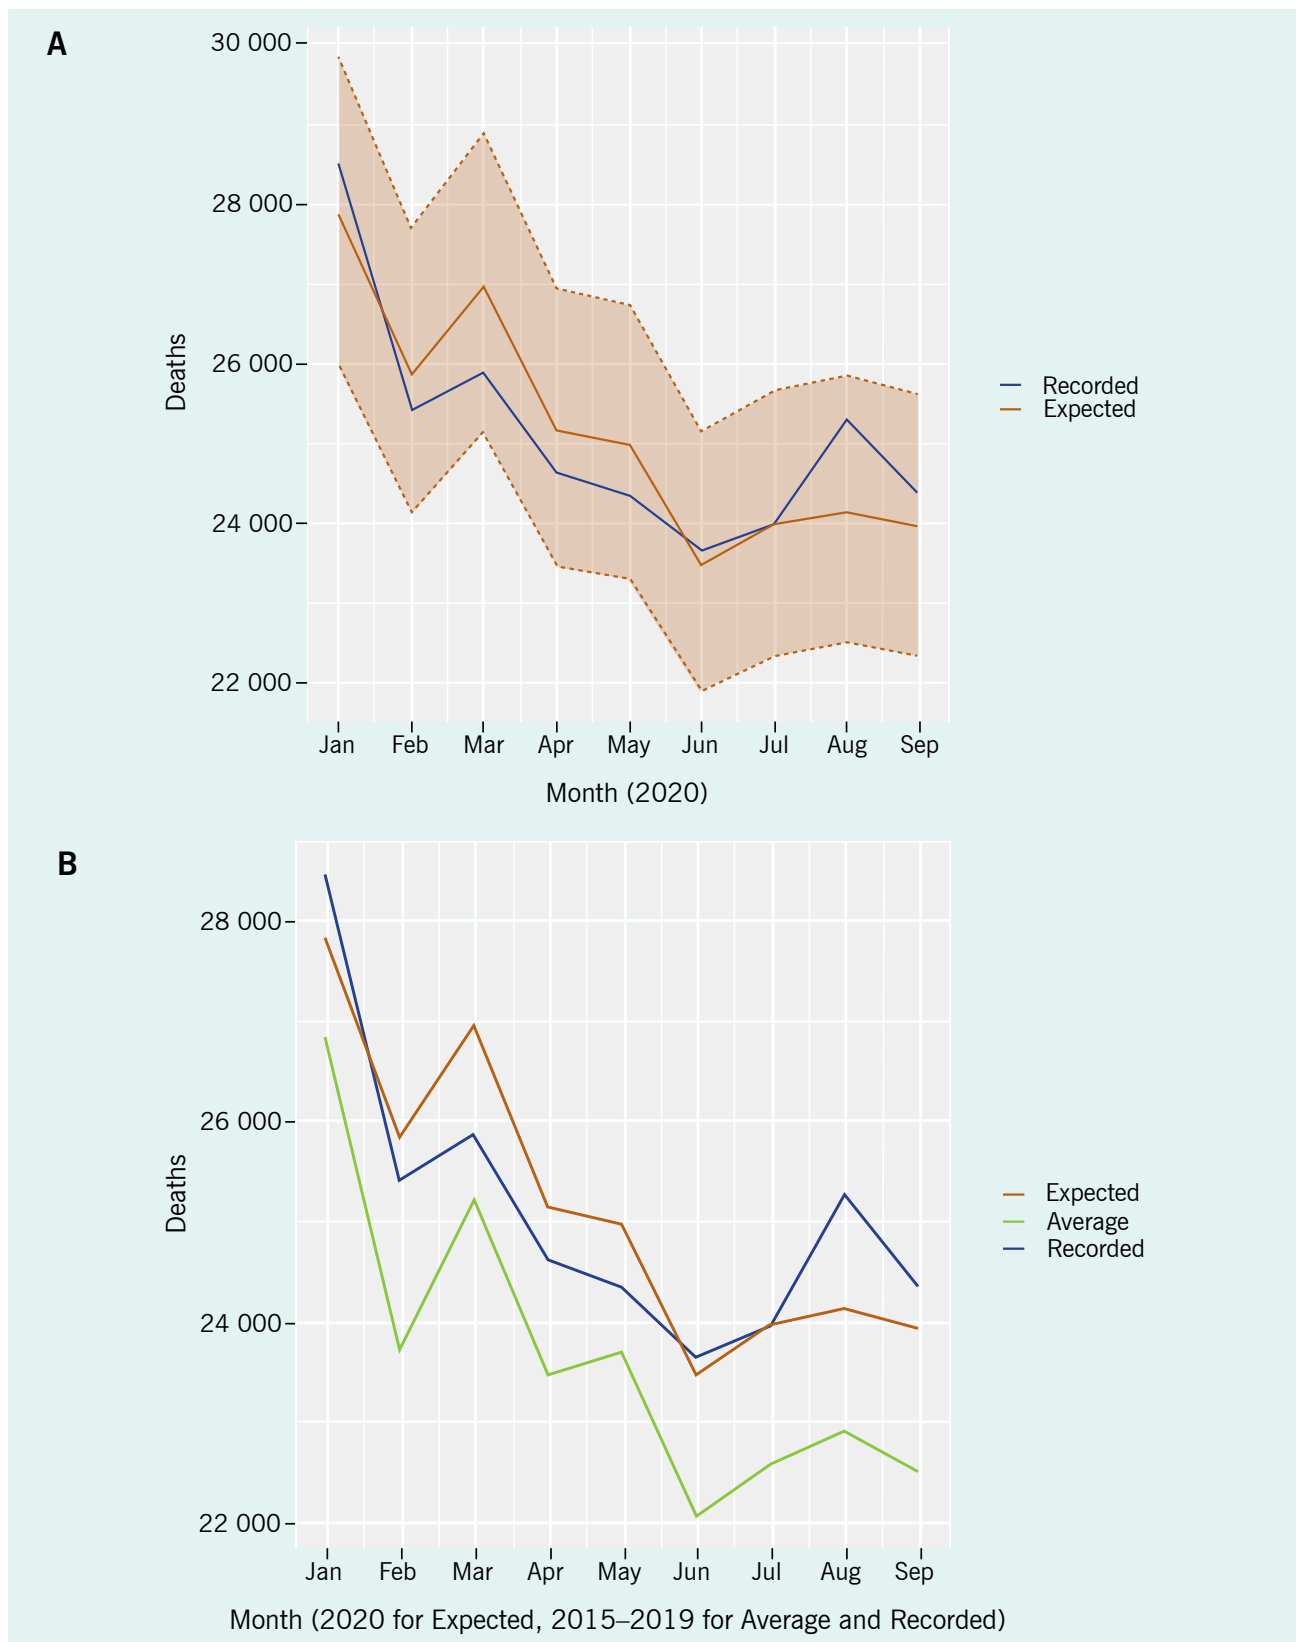 A
30 000
28 000
26 000
24 000
22 000
Deaths
Jan Feb Mar Apr May Jun Jul Aug Sep
Month (2020)
Recorded
Expected
B
28 000
26 000
24 000
22 000
Deaths
Jan Feb Mar Apr May Jun Jul Aug Sep
Month (2020 for Expected, 2015–2019 for Average and Recorded)
Expected
Average
Recorded